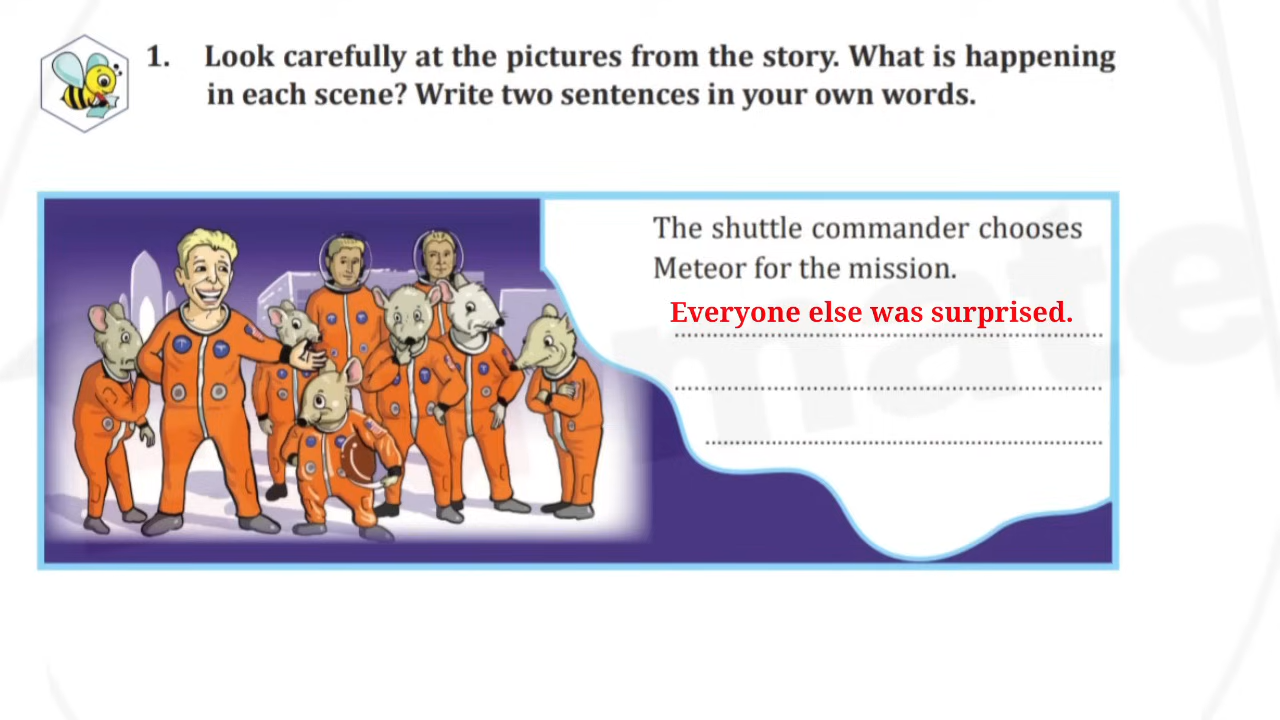 1. Look carefully at the pictures from the story. What is happening
in each scene? Write two sentences in your own words.
The shuttle commander chooses
Meteor for the mission.
Everyone else was surprised.